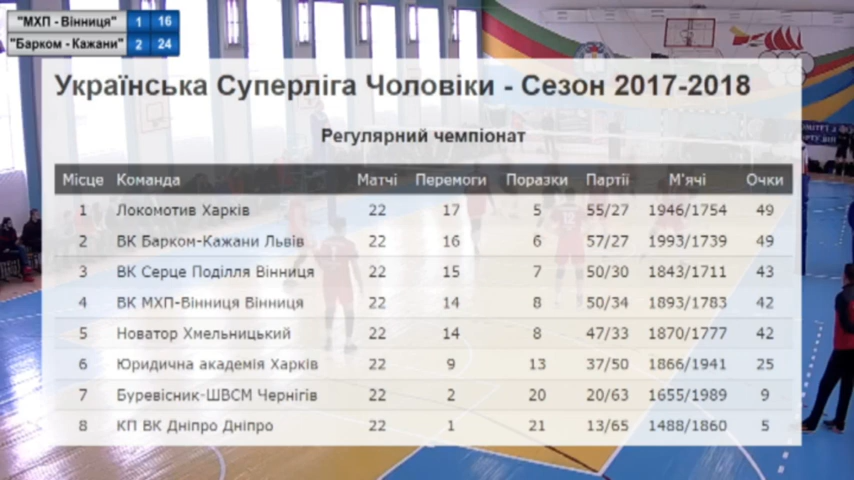 "МХП - Вінниця" 1 16
"Барком - Кажани" 2 24
Українська Суперліга Чоловіки - Сезон 2017-2018
Регулярний чемпіонат
Місце Команда Матчі Перемоги Поразки Партії М'ячі Очки
1 Локомотив Харків 22 17 5 55/27 1946/1754 49
2 ВК Барком-Кажани Львів 22 16 6 57/27 1993/1739 49
3 ВК Серце Поділля Вінниця 22 15 7 50/30 1843/1711 43
4 ВК МХП-Вінниця Вінниця 22 14 8 50/34 1893/1783 42
5 Новатор Хмельницький 22 14 8 47/33 1870/1777 42
6 Юридична академія Харків 22 9 13 37/50 1866/1941 25
7 Буревісник-ШВСМ Чернігів 22 2 20 20/63 1655/1989 9
8 КП ВК Дніпро Дніпро 22 1 21 13/65 1488/1860 5